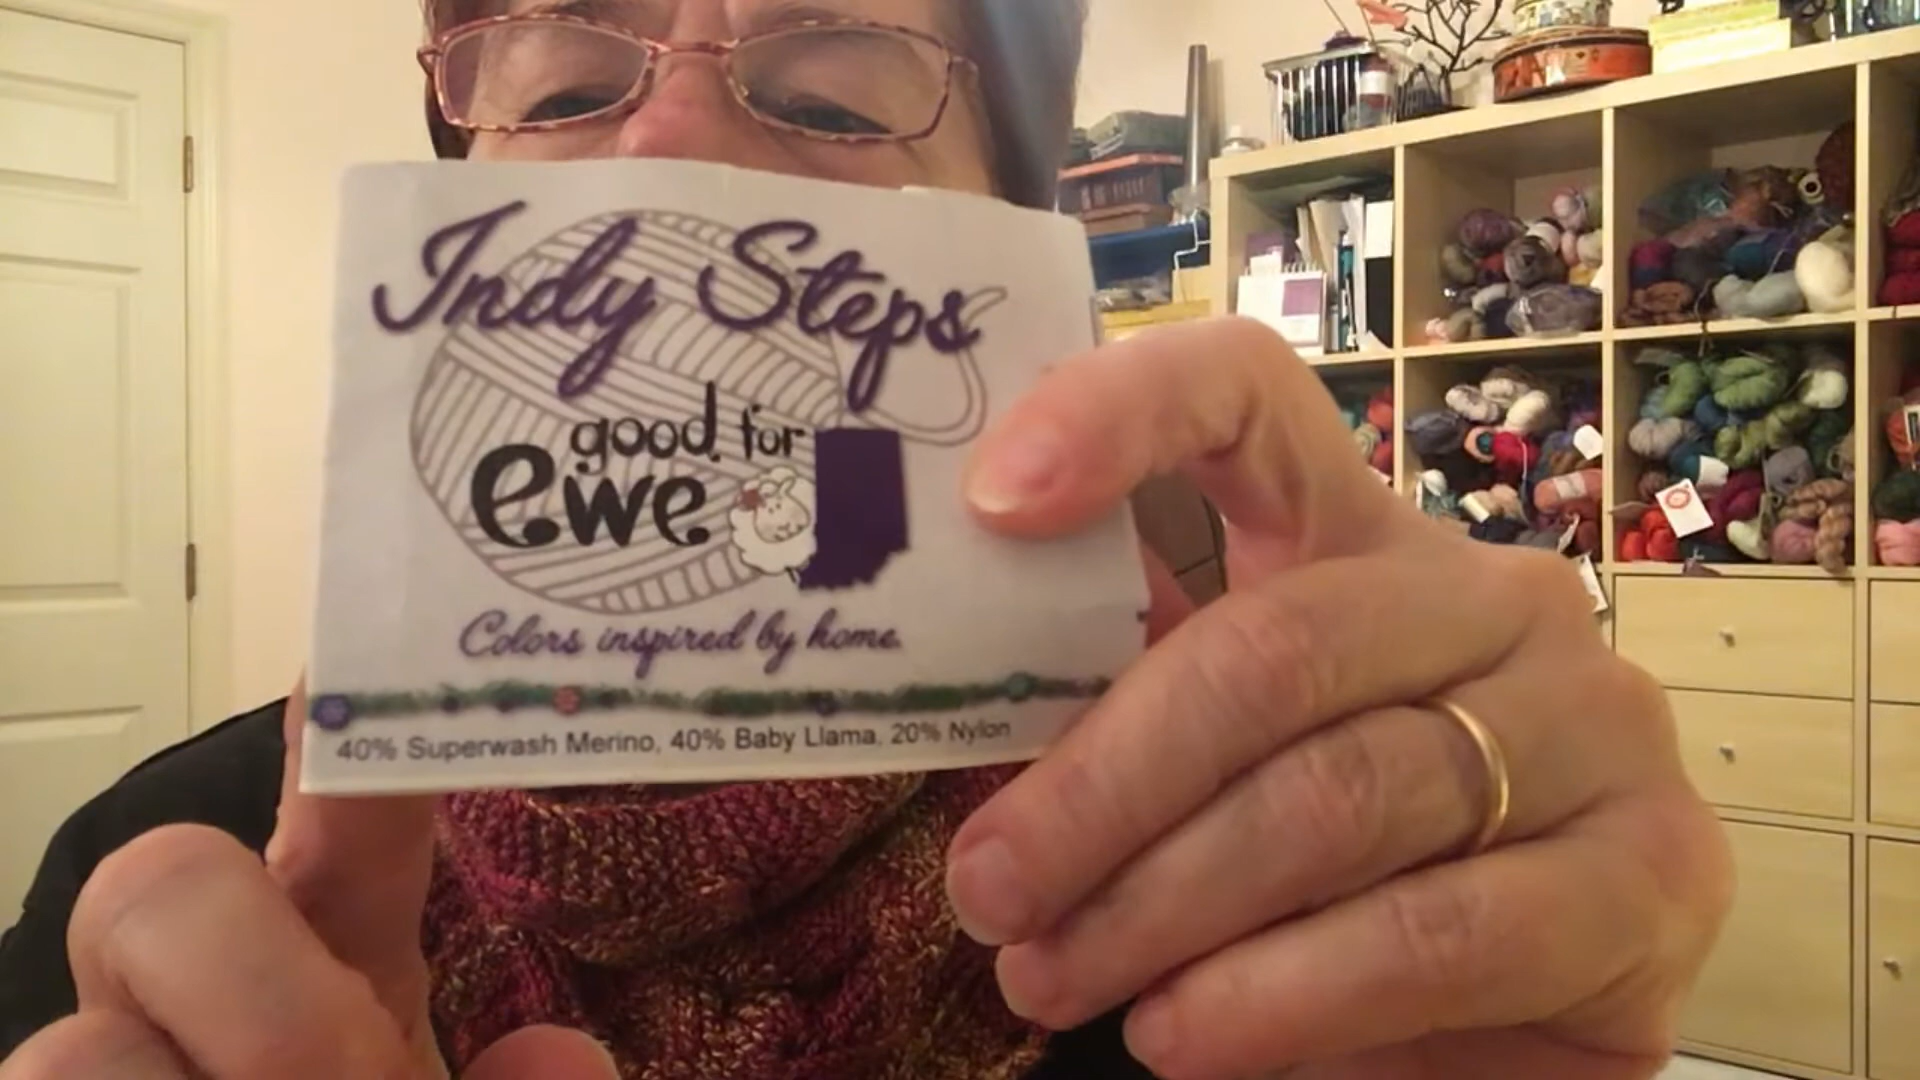 Indy Steps
good for
ewe
Colors inspired by home.
40% Superwash Merino, 40% Baby Llama, 20% Nylon